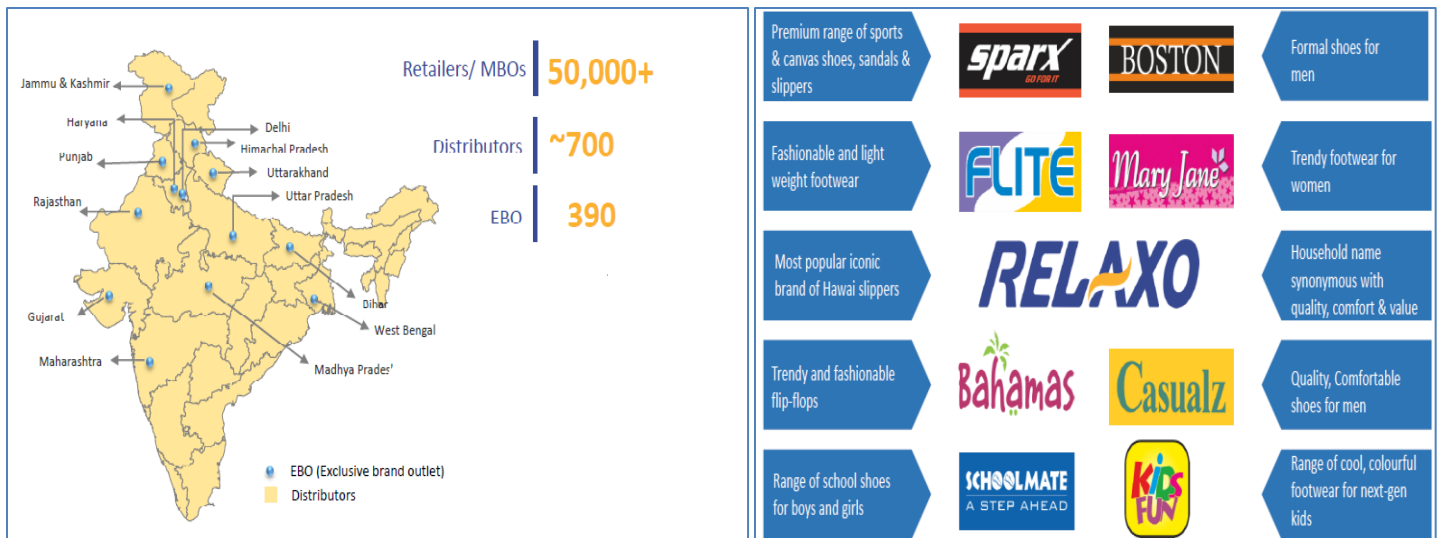 Retailers/ MBOs 50,000+
Distributors ~700
EBO 390
Jammu & Kashmir
Haryana
Delhi
Himachal Pradesh
Punjab
Uttarakhand
Uttar Pradesh
Rajasthan
Gujarat
Bihar
West Bengal
Maharashtra
Madhya Prades'
EBO (Exclusive brand outlet)
Distributors
Premium range of sports
& canvas shoes, sandals &
slippers
sparx
GO FOR IT
BOSTON
Formal shoes for
men
Fashionable and light
weight footwear
FLITE
Mary Jane
Trendy footwear for
women
Most popular iconic
brand of Hawai slippers
RELAXO
Household name
synonymous with
quality, comfort & value
Trendy and fashionable
flip-flops
Bahamas
Casualz
Quality, Comfortable
shoes for men
Range of school shoes
for boys and girls
SCHOOLMATE
A STEP AHEAD
KIDS
FUN
Range of cool, colourful
footwear for next-gen
kids